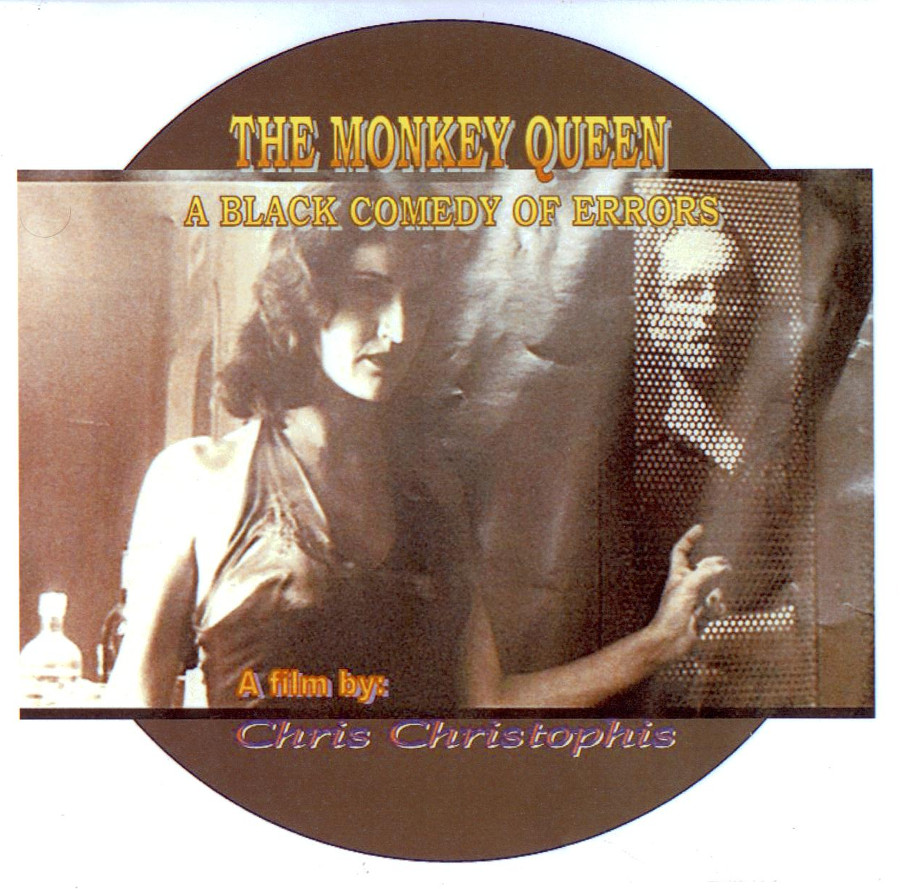 THE MONKEY QUEEN
A BLACK COMEDY OF ERRORS
A film by:
Chris Christophis